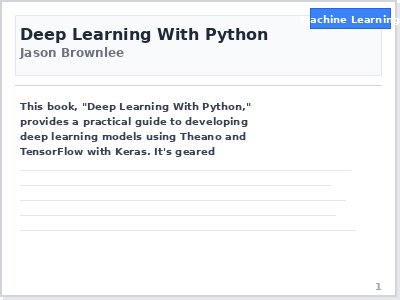 Machine Learning
Deep Learning With Python
Jason Brownlee
This book, "Deep Learning With Python,"
provides a practical guide to developing
deep learning models using Theano and
TensorFlow with Keras. It's geared
1